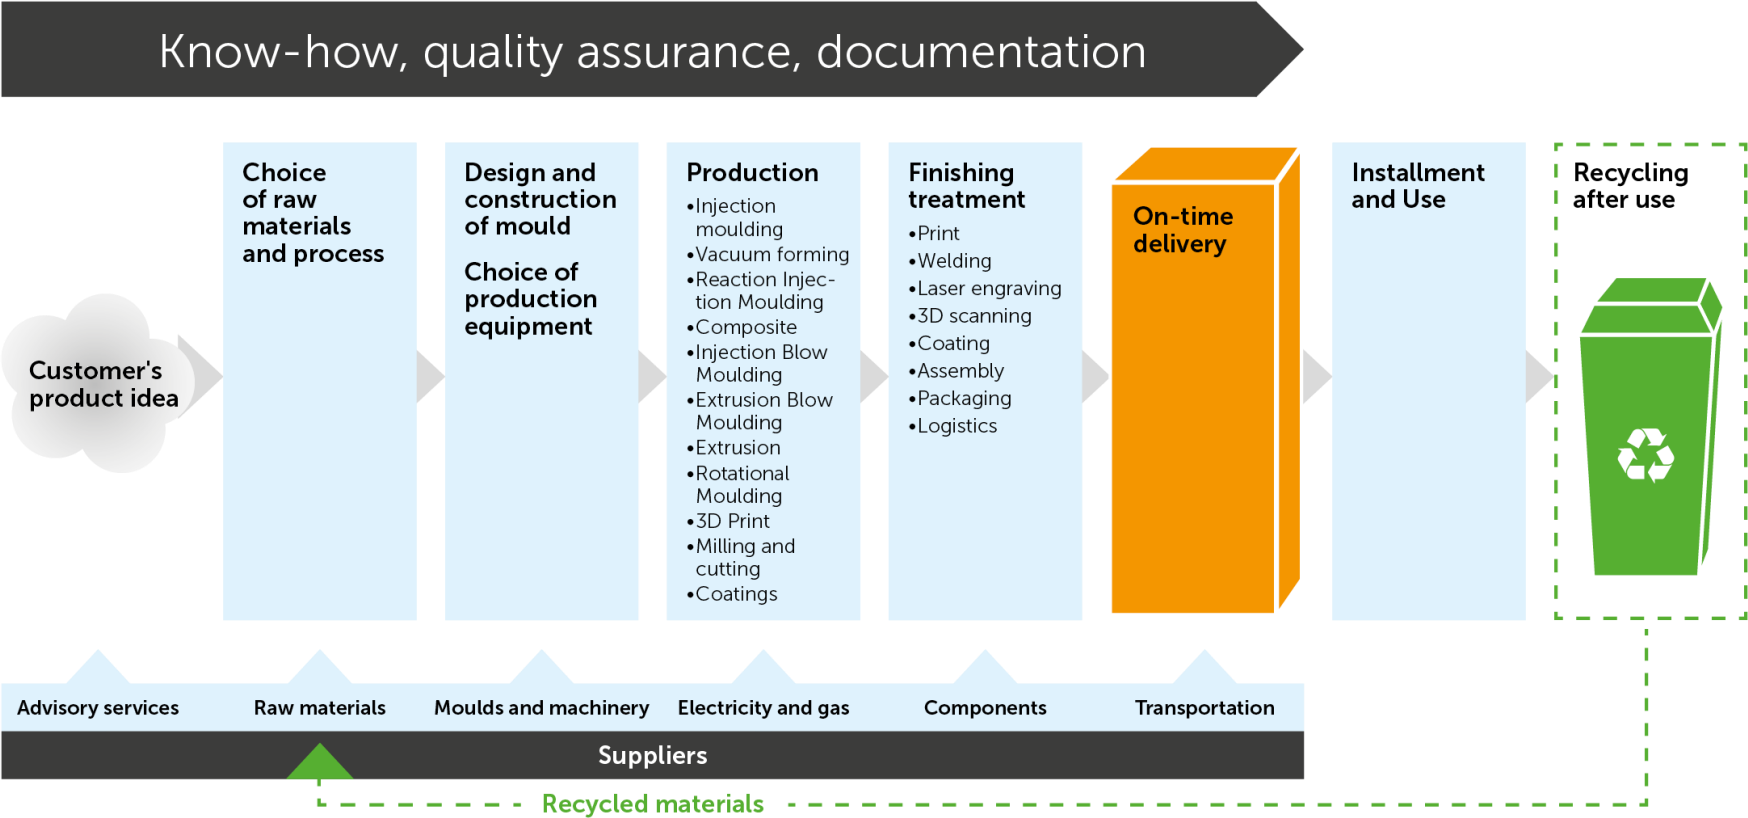 Know-how, quality assurance, documentation
Customer's
product idea
Choice
of raw
materials
and process
Design and
construction
of mould
Choice of
production
equipment
Production
•Injection
moulding
•Vacuum forming
•Reaction Injec-
tion Moulding
•Composite
•Injection Blow
Moulding
•Extrusion Blow
Moulding
•Extrusion
•Rotational
Moulding
•3D Print
•Milling and
cutting
•Coatings
Finishing
treatment
•Print
•Welding
•Laser engraving
•3D scanning
•Coating
•Assembly
•Packaging
•Logistics
On-time
delivery
Installment
and Use
Recycling
after use
Advisory services
Raw materials
Moulds and machinery
Electricity and gas
Components
Transportation
Suppliers
Recycled materials